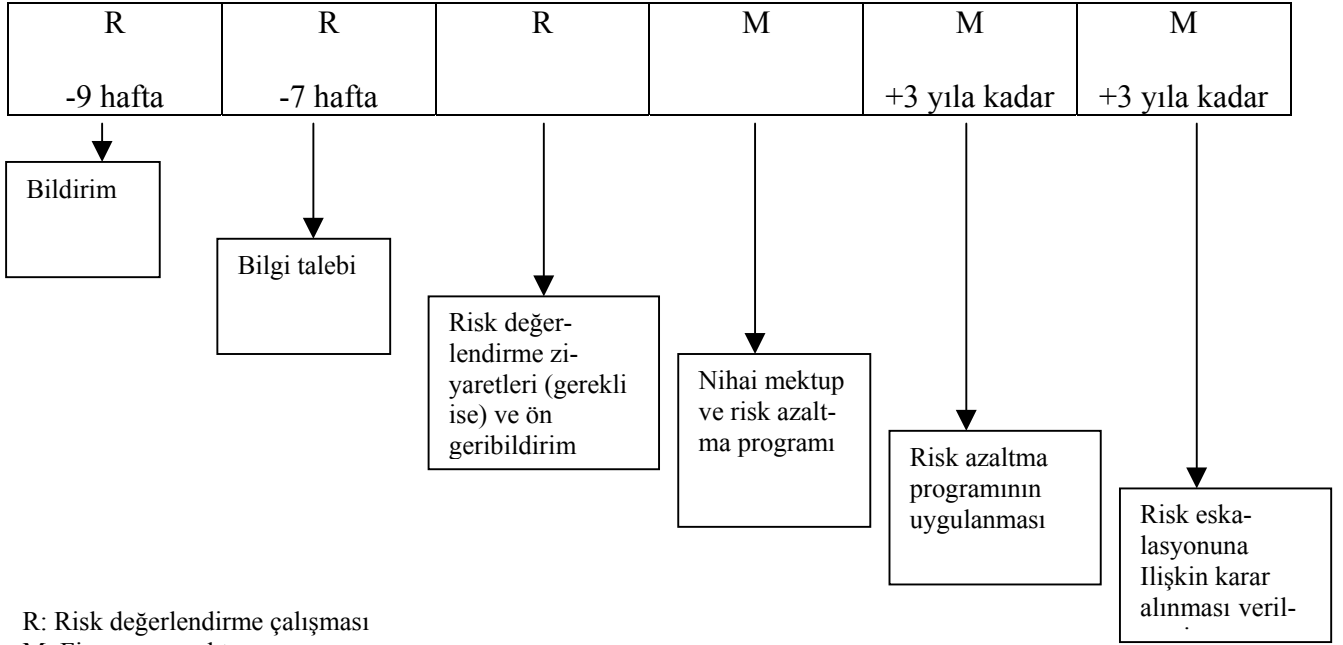 R R R M M M
-9 hafta -7 hafta +3 yıla kadar +3 yıla kadar
Bildirim
Bilgi talebi
Risk değer-
lendirme zi-
yaretleri (gerekli
ise) ve ön
geribildirim
Nihai mektup
ve risk azalt-
ma programı
Risk azaltma
programının
uygulanması
Risk eska-
lasyonuna
Ilişkin karar
alınması veril-
R: Risk değerlendirme çalışması